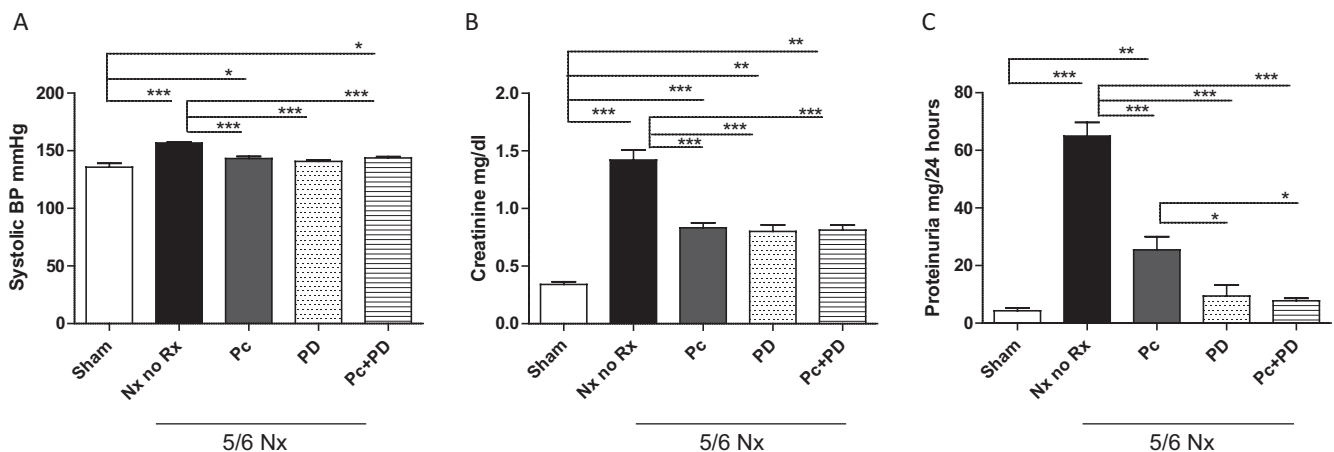 A
Systolic BP mmHg
200
150
100
50
0
*
*
***
***
***
***
Sham
Nx no Rx
Pc
PD
Pc+PD
5/6 Nx
B
Creatinine mg/dl
2.0
1.5
1.0
0.5
0.0
**
**
***
***
***
***
***
Sham
Nx no Rx
Pc
PD
Pc+PD
5/6 Nx
C
Proteinuria mg/24 hours
80
60
40
20
0
**
***
***
***
***
*
*
Sham
Nx no Rx
Pc
PD
Pc+PD
5/6 Nx